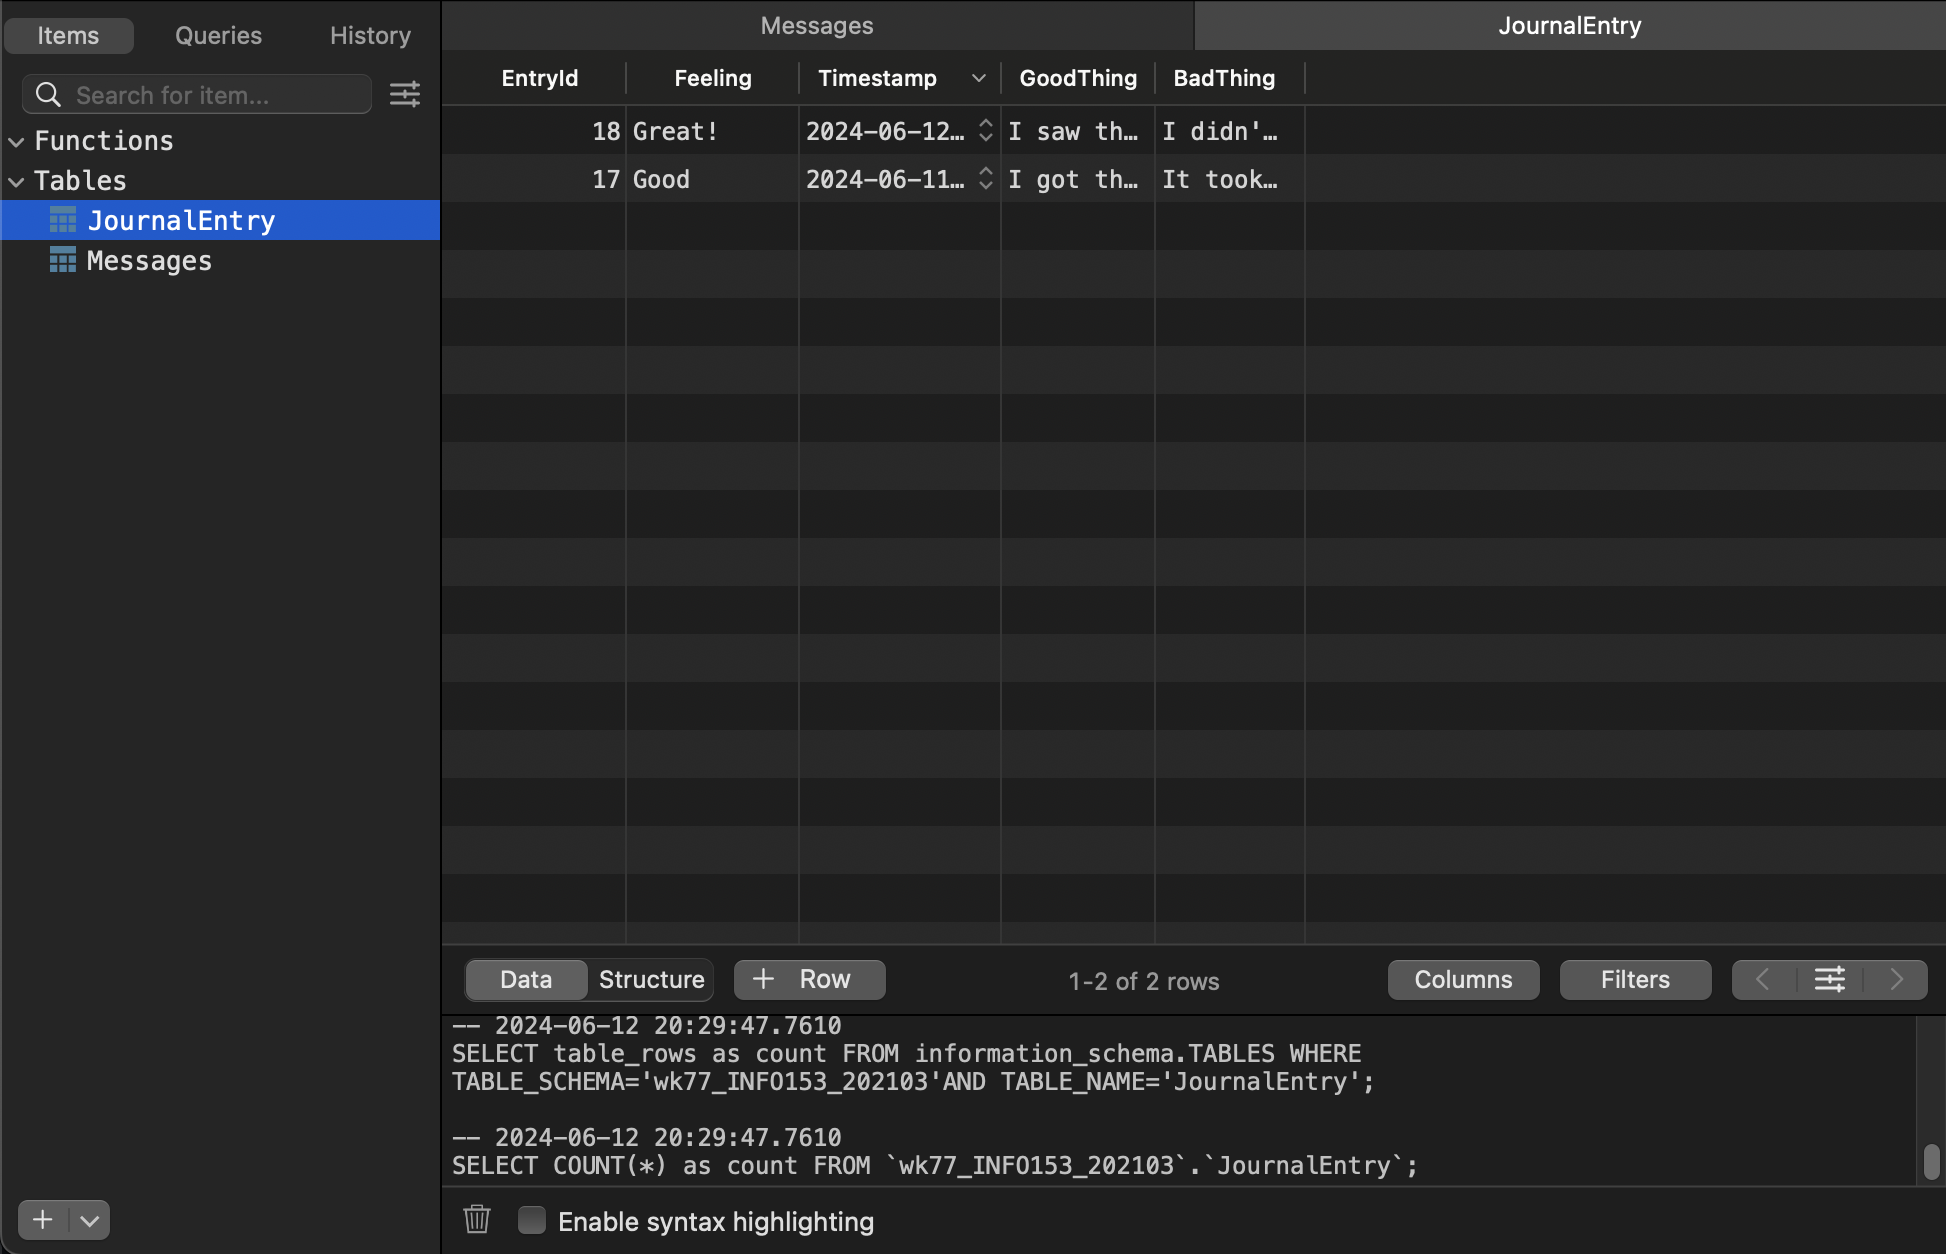 Items Queries History
Search for item...
Functions
Tables
JournalEntry
Messages
Messages JournalEntry
EntryId Feeling Timestamp GoodThing BadThing
18 Great! 2024-06-12… I saw th… I didn'…
17 Good 2024-06-11… I got th… It took…
Data Structure + Row 1-2 of 2 rows Columns Filters
-- 2024-06-12 20:29:47.7610
SELECT table_rows as count FROM information_schema.TABLES WHERE
TABLE_SCHEMA='wk77_INFO153_202103'AND TABLE_NAME='JournalEntry';
-- 2024-06-12 20:29:47.7610
SELECT COUNT(*) as count FROM `wk77_INFO153_202103`.`JournalEntry`;
Enable syntax highlighting